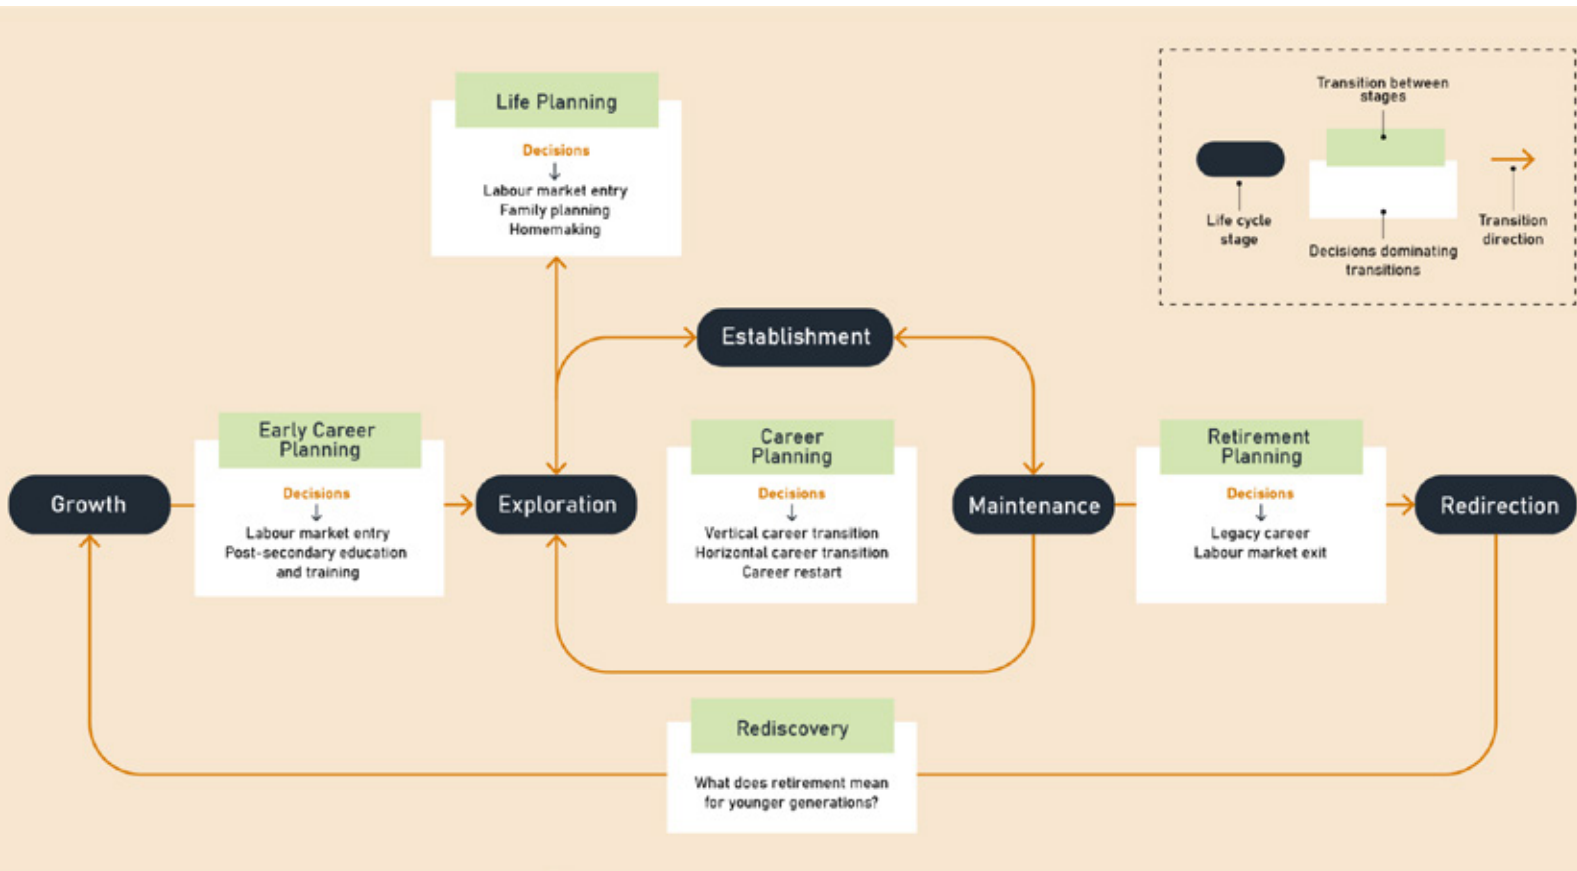 Life Planning
Decisions
Labour market entry
Family planning
Homemaking
Transition between
stages
Life cycle
stage
Decisions dominating
transitions
Transition
direction
Establishment
Growth
Early Career
Planning
Decisions
Labour market entry
Post-secondary education
and training
Exploration
Career
Planning
Decisions
Vertical career transition
Horizontal career transition
Career restart
Maintenance
Retirement
Planning
Decisions
Legacy career
Labour market exit
Redirection
Rediscovery
What does retirement mean
for younger generations?